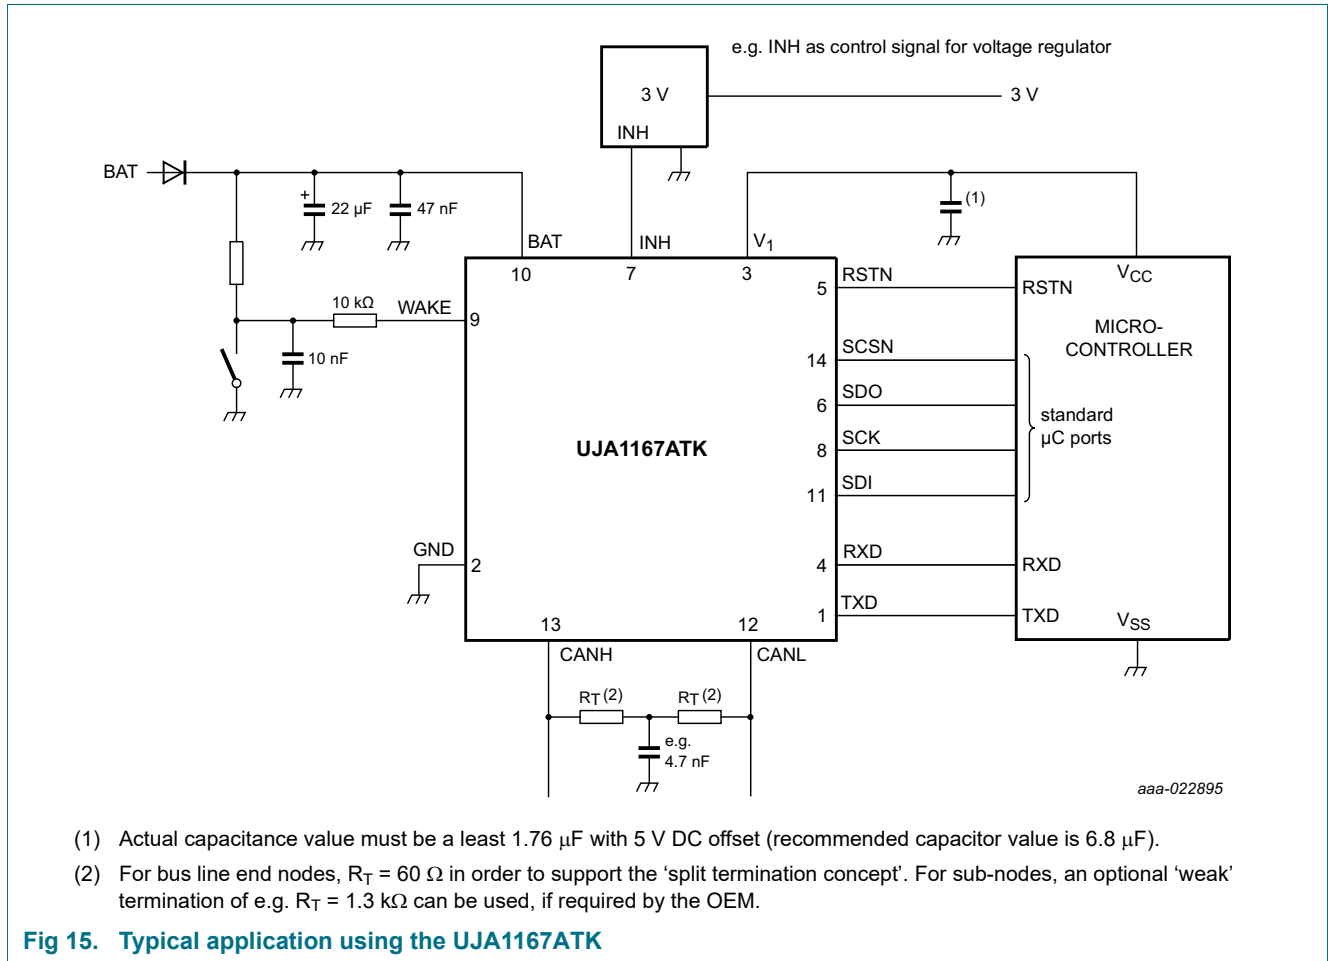 e.g. INH as control signal for voltage regulator
3 V
3 V
INH
BAT
+
22 µF
47 nF
(1)
BAT
INH
V1
10
7
3
VCC
5
RSTN
RSTN
10 kΩ
WAKE
9
MICRO-
CONTROLLER
10 nF
14
SCSN
6
SDO
standard
µC ports
8
SCK
UJA1167ATK
11
SDI
GND
2
4
RXD
RXD
1
TXD
TXD
VSS
13
12
CANH
CANL
RT (2)
RT (2)
e.g.
4.7 nF
aaa-022895
(1) Actual capacitance value must be a least 1.76 µF with 5 V DC offset (recommended capacitor value is 6.8 µF).
(2) For bus line end nodes, RT = 60 Ω in order to support the ‘split termination concept’. For sub-nodes, an optional ‘weak’
termination of e.g. RT = 1.3 kΩ can be used, if required by the OEM.
Fig 15. Typical application using the UJA1167ATK